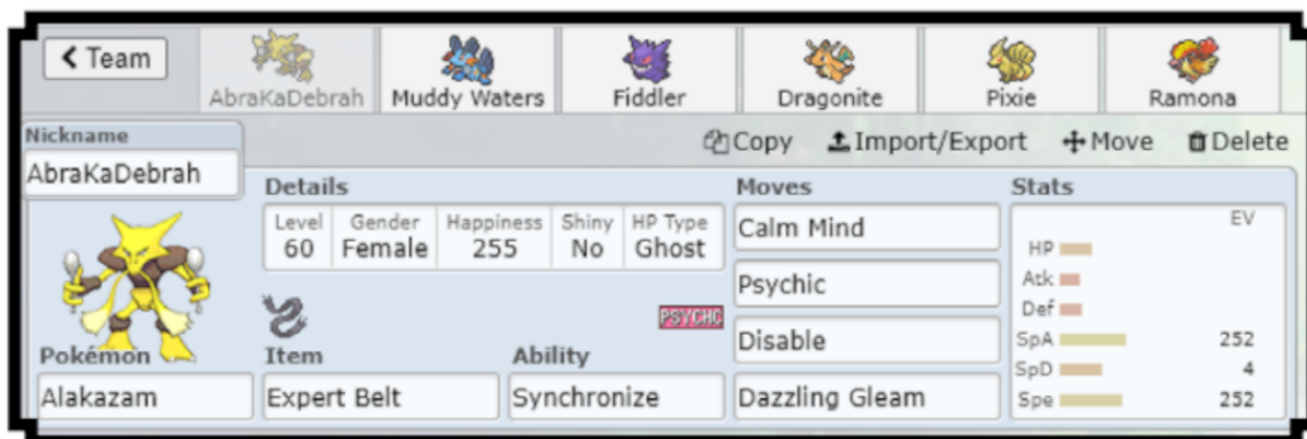 < Team
AbraKaDebrah Muddy Waters Fiddler Dragonite Pixie Ramona
Copy Import/Export Move Delete
Nickname
AbraKaDebrah
Details
Level Gender Happiness Shiny HP Type
60 Female 255 No Ghost
PSYCHC
Pokémon
Alakazam
Item
Expert Belt
Ability
Synchronize
Moves
Calm Mind
Psychic
Disable
Dazzling Gleam
Stats
EV
HP
Atk
Def
SpA 252
SpD 4
Spe 252